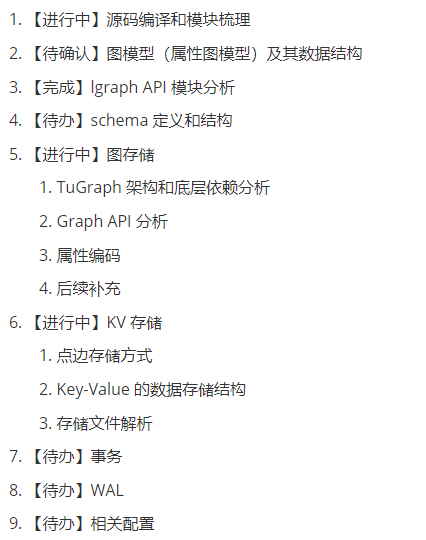 1. 【进行中】源码编译和模块梳理
2. 【待确认】图模型（属性图模型）及其数据结构
3. 【完成】lgraph API 模块分析
4. 【待办】schema 定义和结构
5. 【进行中】图存储
1. TuGraph 架构和底层依赖分析
2. Graph API 分析
3. 属性编码
4. 后续补充
6. 【进行中】KV 存储
1. 点边存储方式
2. Key-Value 的数据存储结构
3. 存储文件解析
7. 【待办】事务
8. 【待办】WAL
9. 【待办】相关配置